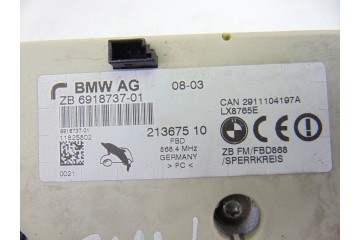 BMW AG
08-03
ZB 6918737-01
CAN 2911104197A
LX8765E
6918737-01
11825802
213675 10
FBD
868,4 MHz
GERMANY
> PC <
0021
ZB FM/FBD868
/SPERRKREIS